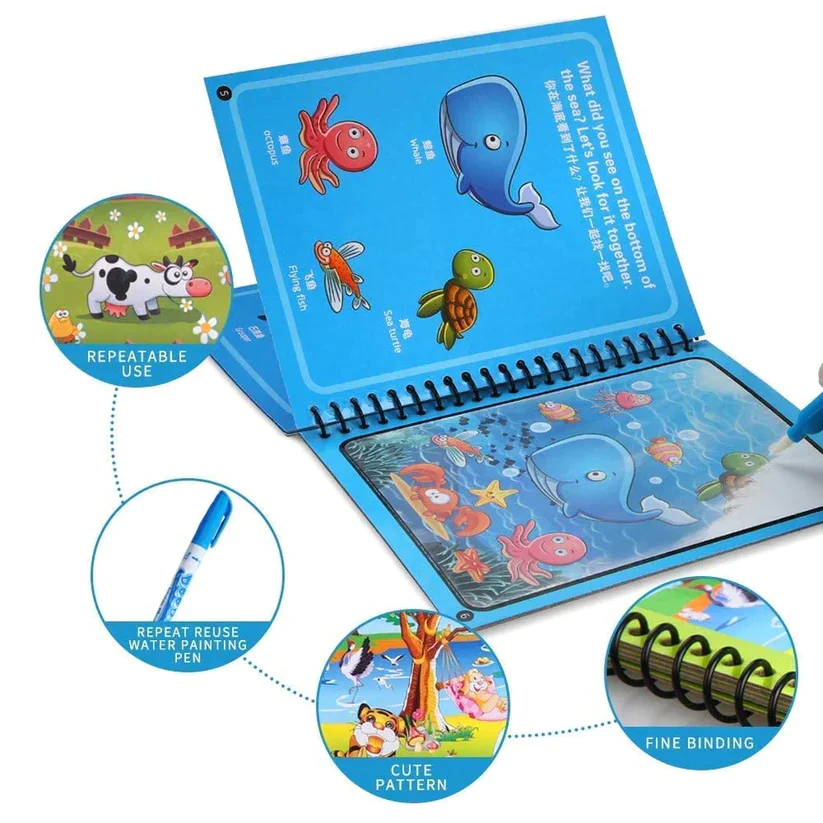 5
What did you see on the bottom of
the sea? Let's look for it together.
你在海底看到了什么？让我们一起找一找吧。
鲸鱼
whale
章鱼
octopus
海龟
Sea turtle
飞鱼
Flying fish
6
REPEATABLE
USE
REPEAT REUSE
WATER PAINTING
PEN
CUTE
PATTERN
FINE BINDING